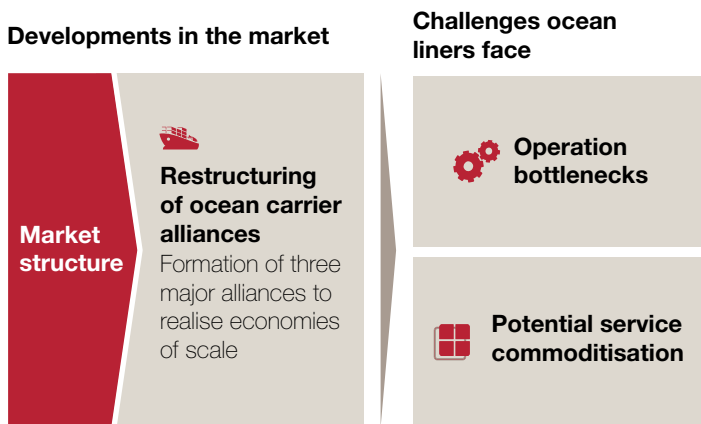 Developments in the market
Market
structure
Restructuring
of ocean carrier
alliances
Formation of three
major alliances to
realise economies
of scale
Challenges ocean
liners face
Operation
bottlenecks
Potential service
commoditisation